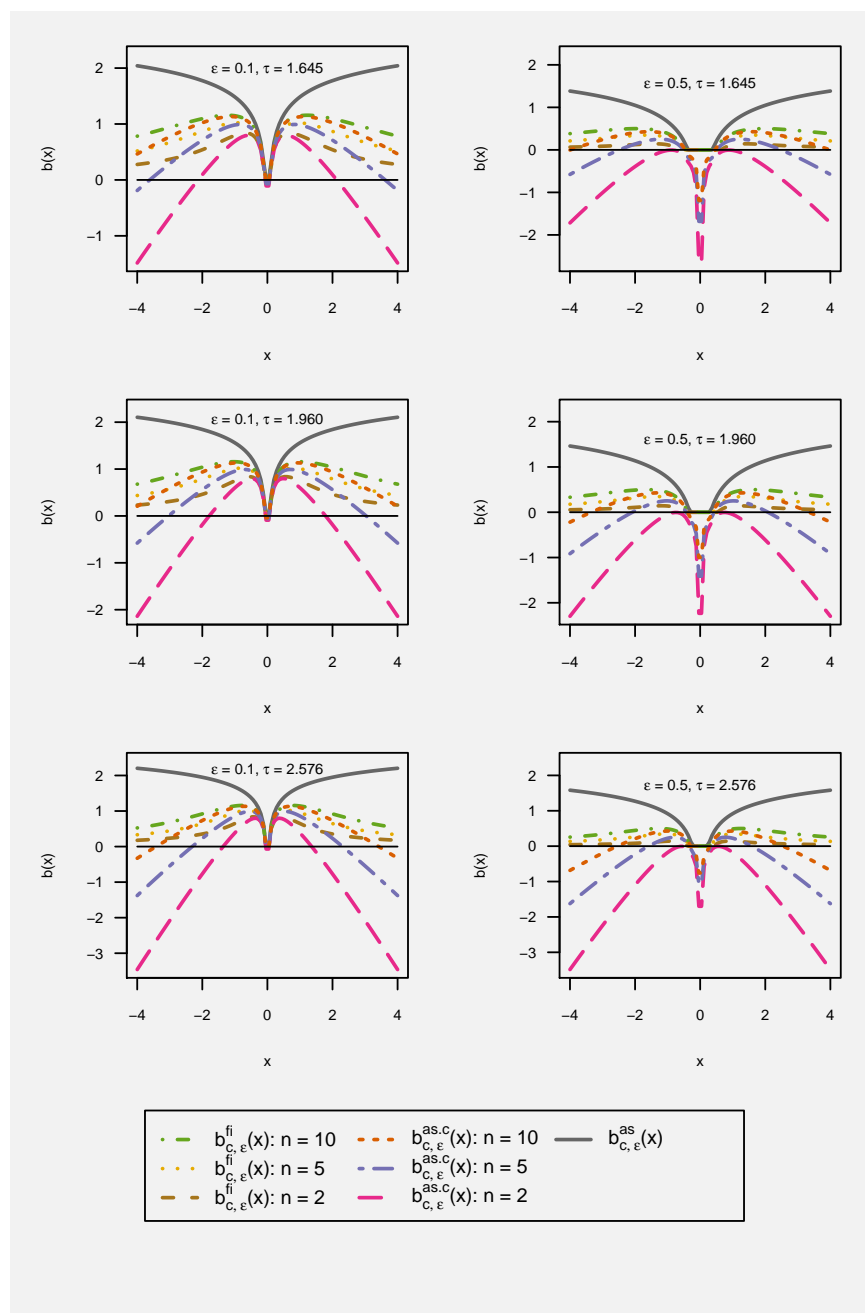 ε = 0.1, τ = 1.645
b(x)
2
1
0
−1
−4 −2 0 2 4
x
ε = 0.5, τ = 1.645
b(x)
2
1
0
−1
−2
−4 −2 0 2 4
x
ε = 0.1, τ = 1.960
b(x)
2
1
0
−1
−2
−4 −2 0 2 4
x
ε = 0.5, τ = 1.960
b(x)
2
1
0
−1
−2
−4 −2 0 2 4
x
ε = 0.1, τ = 2.576
b(x)
2
1
0
−1
−2
−3
−4 −2 0 2 4
x
ε = 0.5, τ = 2.576
b(x)
2
1
0
−1
−2
−3
−4 −2 0 2 4
x
b^fi_c, ε(x): n = 10
b^fi_c, ε(x): n = 5
b^fi_c, ε(x): n = 2
b^as.c_c, ε(x): n = 10
b^as.c_c, ε(x): n = 5
b^as.c_c, ε(x): n = 2
b^as_c, ε(x)